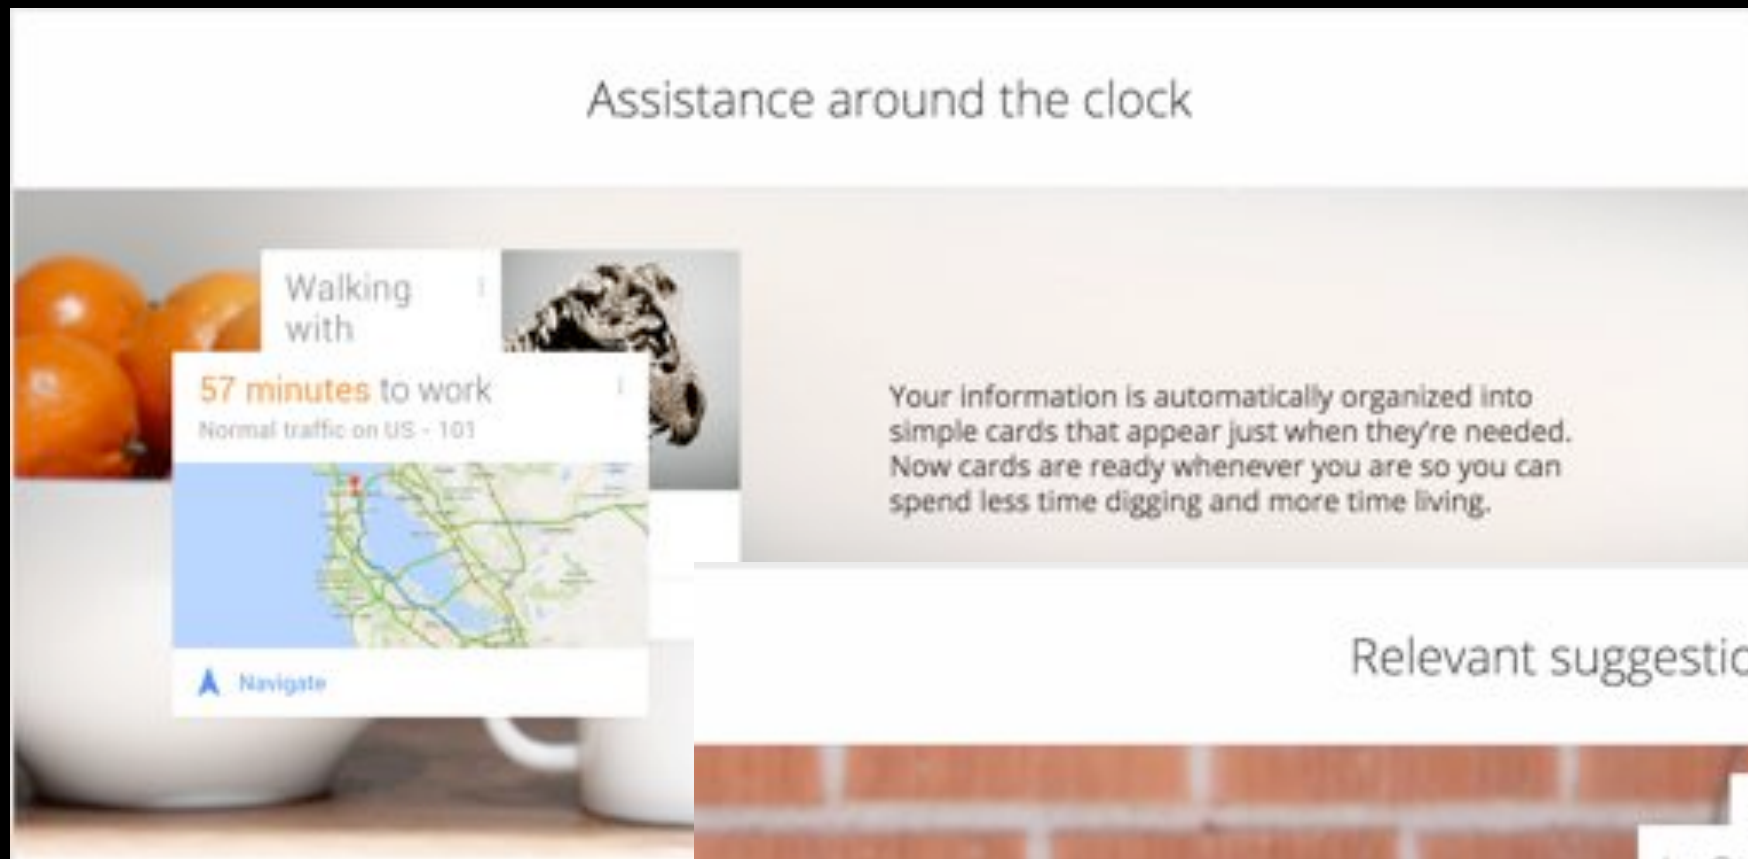 Assistance around the clock
Walking
with
57 minutes to work
Normal traffic on US - 101
Your information is automatically organized into
simple cards that appear just when they're needed.
Now cards are ready whenever you are so you can
spend less time digging and more time living.
Navigate
Relevant